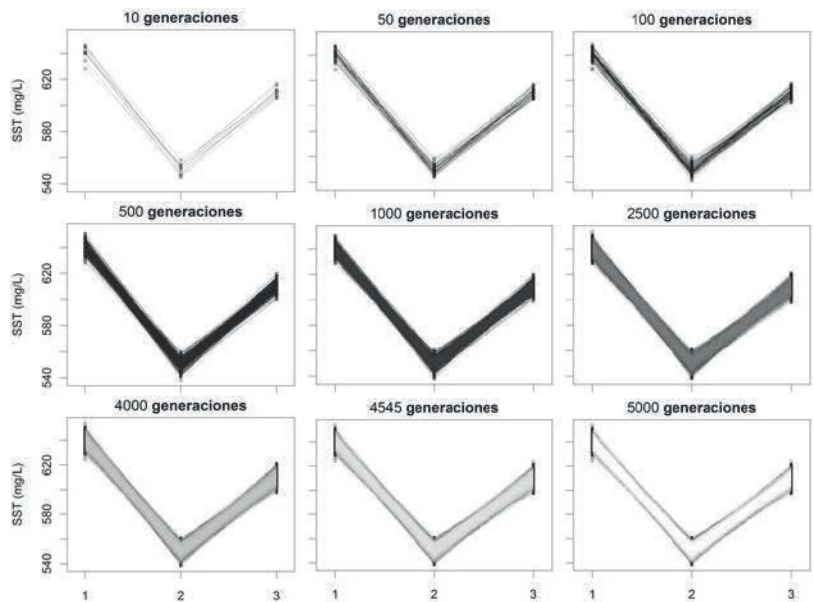 10 generaciones
50 generaciones
100 generaciones
SST (mg/L)
620
580
540
500 generaciones
1000 generaciones
2500 generaciones
SST (mg/L)
620
580
540
4000 generaciones
4545 generaciones
5000 generaciones
SST (mg/L)
620
580
540
1 2 3
1 2 3
1 2 3